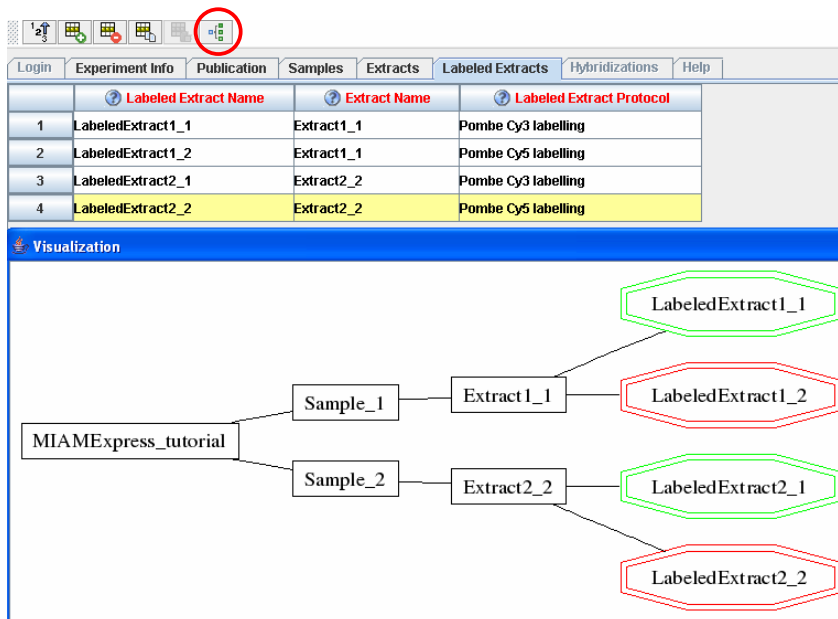 Login Experiment Info Publication Samples Extracts Labeled Extracts Hybridizations Help
Labeled Extract Name Extract Name Labeled Extract Protocol
1 LabeledExtract1_1 Extract1_1 Pombe Cy3 labelling
2 LabeledExtract1_2 Extract1_1 Pombe Cy5 labelling
3 LabeledExtract2_1 Extract2_2 Pombe Cy3 labelling
4 LabeledExtract2_2 Extract2_2 Pombe Cy5 labelling
Visualization
LabeledExtract1_1
Sample_1 Extract1_1 LabeledExtract1_2
MIAMExpress_tutorial
Sample_2 Extract2_2 LabeledExtract2_1
LabeledExtract2_2